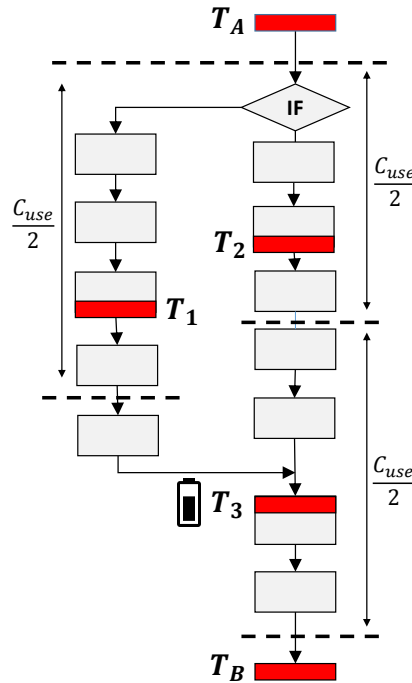 T_A
IF
C_use/2
C_use/2
T_2
T_1
C_use/2
T_3
T_B